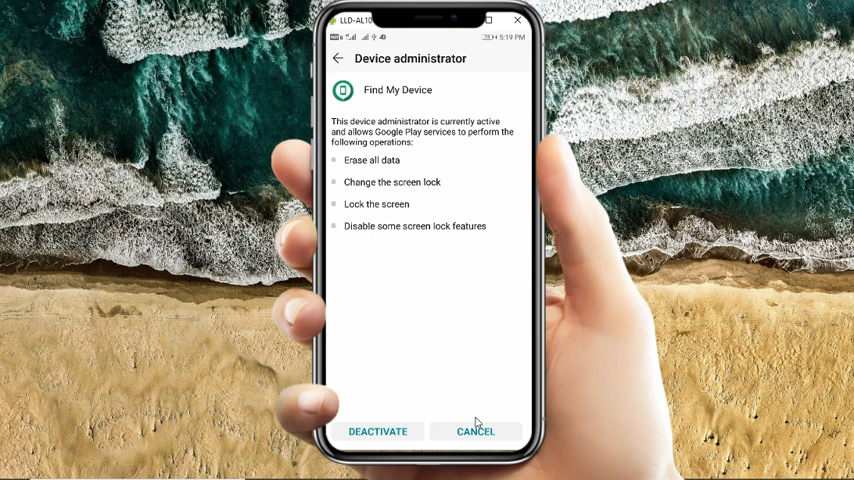 LLD-AL10
5:19 PM
Device administrator
Find My Device
This device administrator is currently active
and allows Google Play services to perform the
following operations:
Erase all data
Change the screen lock
Lock the screen
Disable some screen lock features
DEACTIVATE
CANCEL